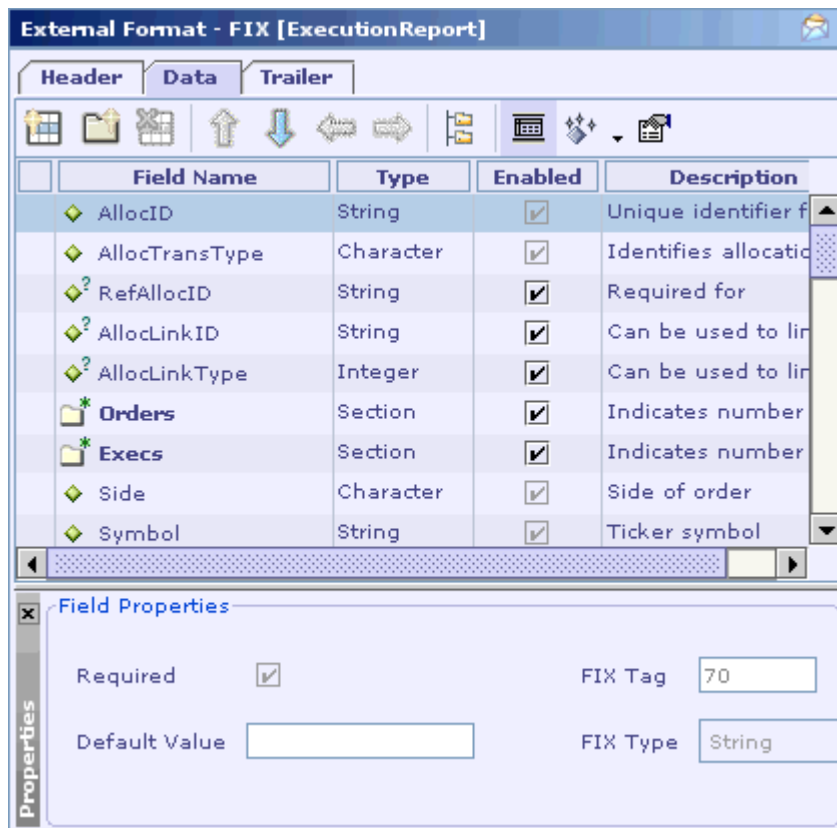 External Format - FIX [ExecutionReport]
Header Data Trailer
Field Name Type Enabled Description
AllocID String Unique identifier f
AllocTransType Character Identifies allocatic
? RefAllocID String Required for
? AllocLinkID String Can be used to lin
? AllocLinkType Integer Can be used to lin
* Orders Section Indicates number
* Execs Section Indicates number
Side Character Side of order
Symbol String Ticker symbol
Field Properties
Required FIX Tag 70
Default Value FIX Type String
Properties